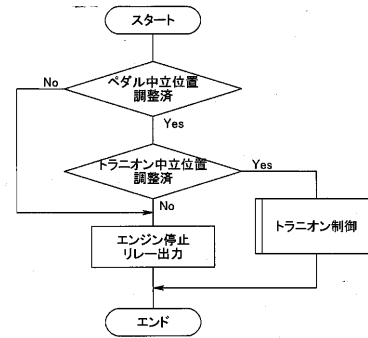 スタート
ペダル中立位置
調整済
No
Yes
トラニオン中立位置
調整済
Yes
No
トラニオン制御
エンジン停止
リレー出力
エンド